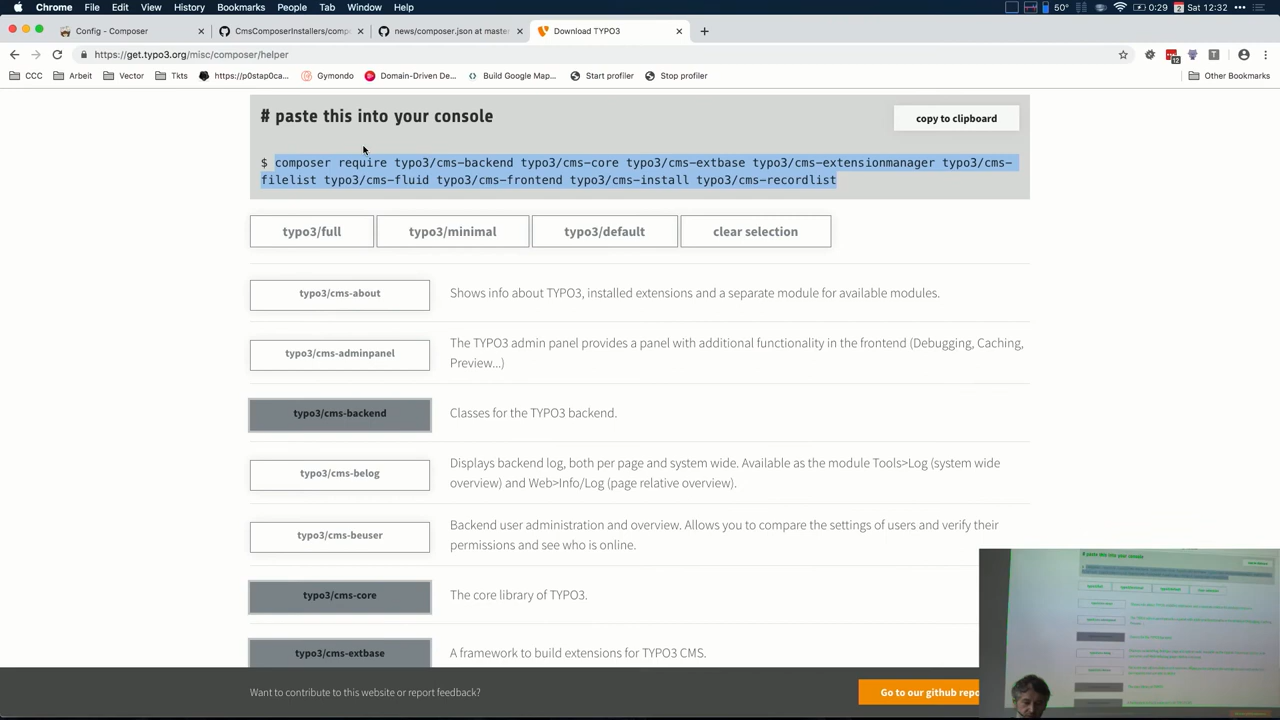 Chrome File Edit View History Bookmarks People Tab Window Help 50° 0:29 2 Sat 12:32
Config - Composer
CmsComposerInstallers/comp
news/composer.json at master
Download TYPO3
https://get.typo3.org/misc/composer/helper
12
CCC Arbeit Vector Tkts https://p0stap0ca... Gymondo Domain-Driven De... Build Google Map... Start profiler Stop profiler Other Bookmarks
# paste this into your console
copy to clipboard
$ composer require typo3/cms-backend typo3/cms-core typo3/cms-extbase typo3/cms-extensionmanager typo3/cms-
filelist typo3/cms-fluid typo3/cms-frontend typo3/cms-install typo3/cms-recordlist
typo3/full typo3/minimal typo3/default clear selection
typo3/cms-about
Shows info about TYPO3, installed extensions and a separate module for available modules.
typo3/cms-adminpanel
The TYPO3 admin panel provides a panel with additional functionality in the frontend (Debugging, Caching,
Preview...)
typo3/cms-backend
Classes for the TYPO3 backend.
typo3/cms-belog
Displays backend log, both per page and system wide. Available as the module Tools>Log (system wide
overview) and Web>Info/Log (page relative overview).
typo3/cms-beuser
Backend user administration and overview. Allows you to compare the settings of users and verify their
permissions and see who is online.
typo3/cms-core
The core library of TYPO3.
typo3/cms-extbase
A framework to build extensions for TYPO3 CMS.
Want to contribute to this website or report feedback?
Go to our github repo
# paste this into your console